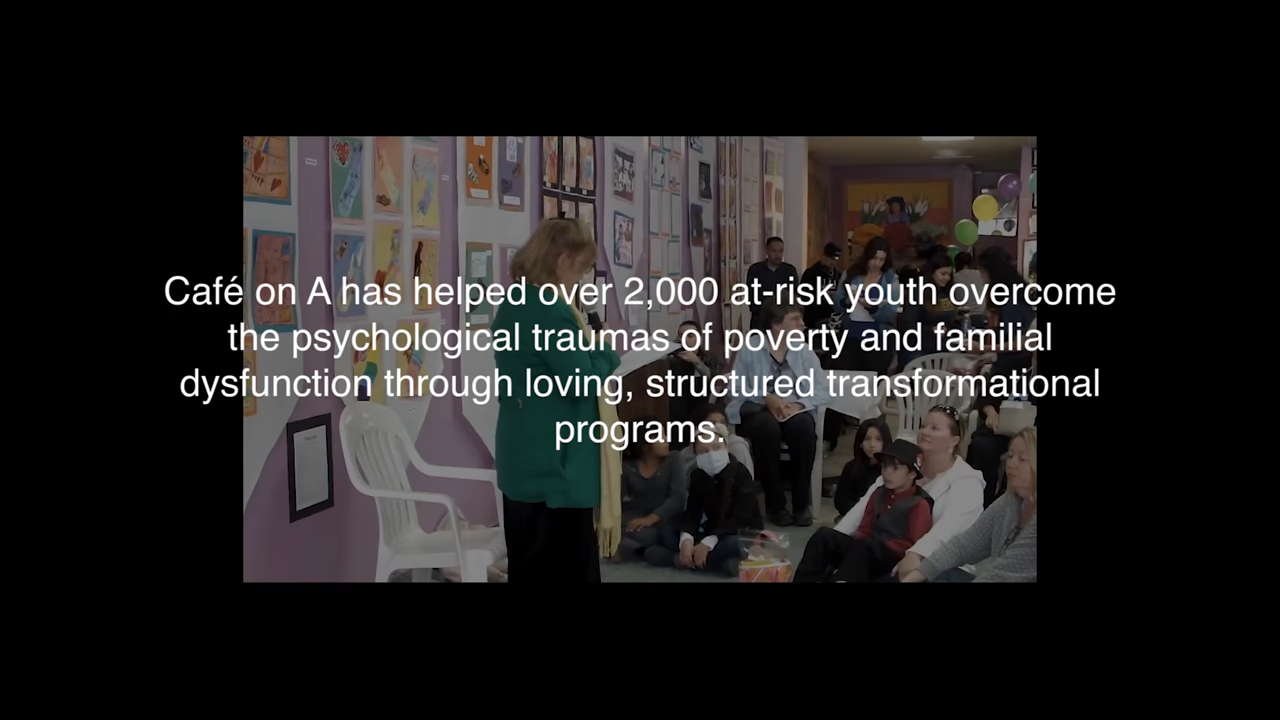 Café on A has helped over 2,000 at-risk youth overcome
the psychological traumas of poverty and familial
dysfunction through loving, structured transformational
programs.